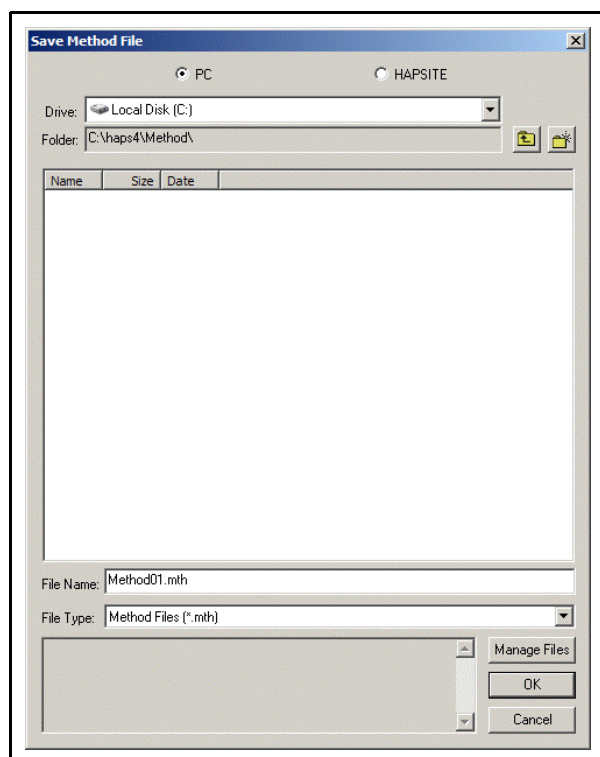 Save Method File
PC HAPSITE
Drive: Local Disk (C:)
Folder: C:\haps4\Method\
Name Size Date
File Name: Method01.mth
File Type: Method Files (*.mth)
Manage Files
OK
Cancel